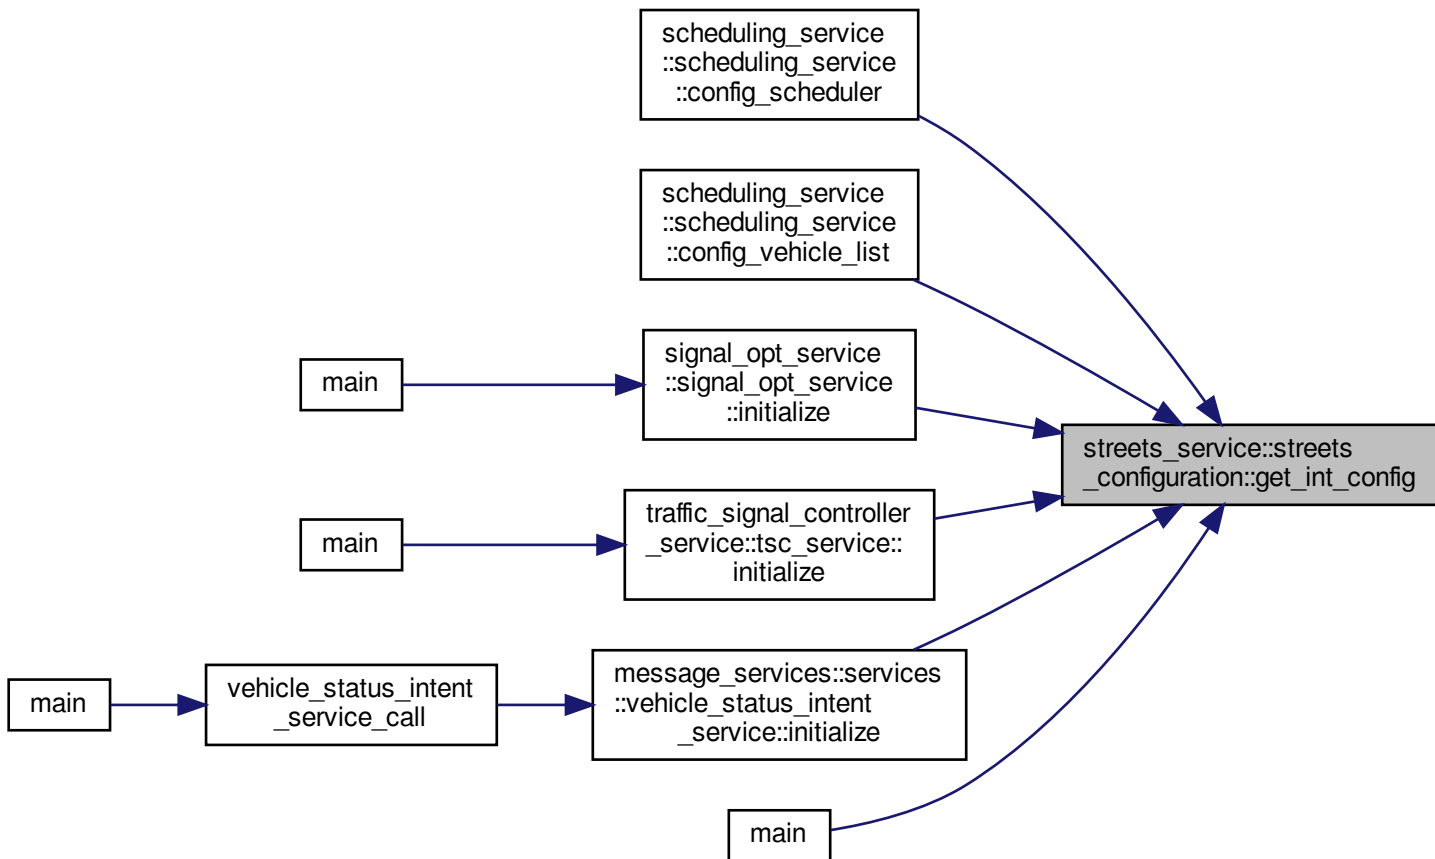 scheduling_service
::scheduling_service
::config_scheduler
scheduling_service
::scheduling_service
::config_vehicle_list
signal_opt_service
::signal_opt_service
::initialize
main
streets_service::streets
_configuration::get_int_config
traffic_signal_controller
_service::tsc_service::
initialize
main
message_services::services
::vehicle_status_intent
_service::initialize
vehicle_status_intent
_service_call
main
main